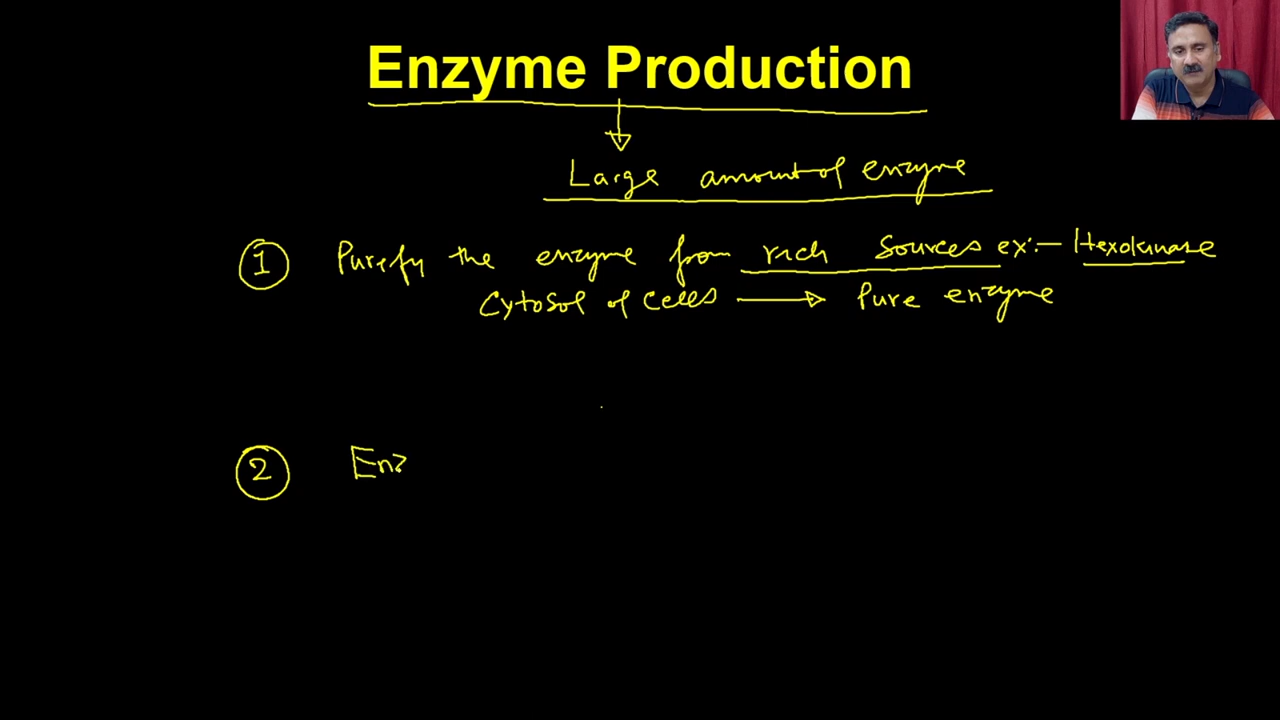 Enzyme Production
Large amount of enzyme
1 Purify the enzyme from rich sources ex:- Hexokinase
Cytosol of cells → Pure enzyme
2 Enz